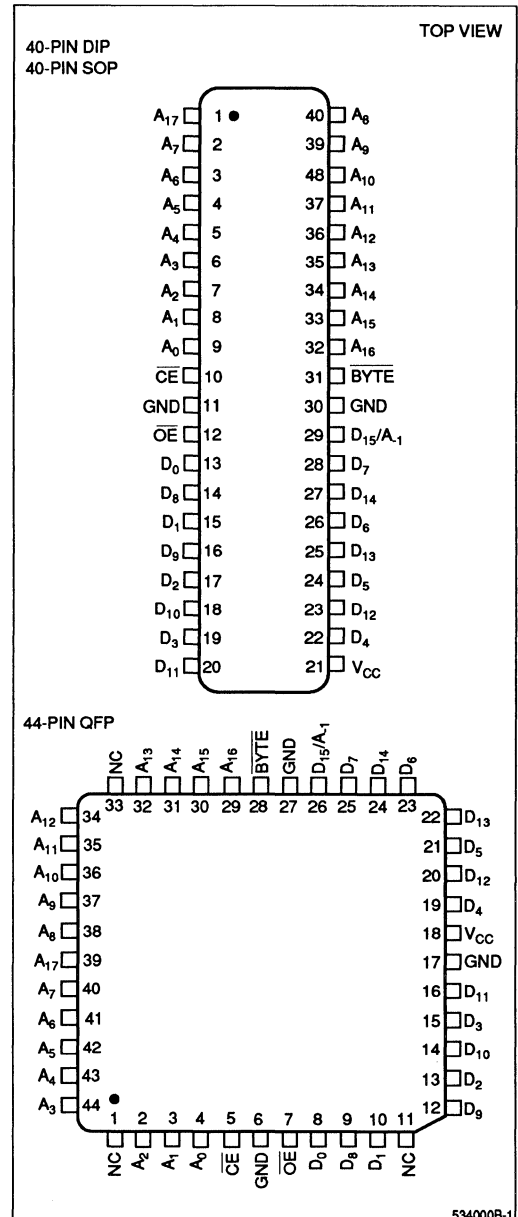 TOP VIEW
40-PIN DIP
40-PIN SOP
A17 1 40 A8
A7 2 39 A9
A6 3 48 A10
A5 4 37 A11
A4 5 36 A12
A3 6 35 A13
A2 7 34 A14
A1 8 33 A15
A0 9 32 A16
C̅E̅ 10 31 B̅Y̅T̅E̅
GND 11 30 GND
O̅E̅ 12 29 D15/A-1
D0 13 28 D7
D8 14 27 D14
D1 15 26 D6
D9 16 25 D13
D2 17 24 D5
D10 18 23 D12
D3 19 22 D4
D11 20 21 VCC
44-PIN QFP
NC A13 A14 A15 A16 B̅Y̅T̅E̅ GND D15/A-1 D7 D14 D6
33 32 31 30 29 28 27 26 25 24 23
A12 34 22 D13
A11 35 21 D5
A10 36 20 D12
A9 37 19 D4
A8 38 18 VCC
A17 39 17 GND
A7 40 16 D11
A6 41 15 D3
A5 42 14 D10
A4 43 13 D2
A3 44 12 D9
1 2 3 4 5 6 7 8 9 10 11
NC A2 A1 A0 C̅E̅ GND O̅E̅ D0 D8 D1 NC
534000B-1